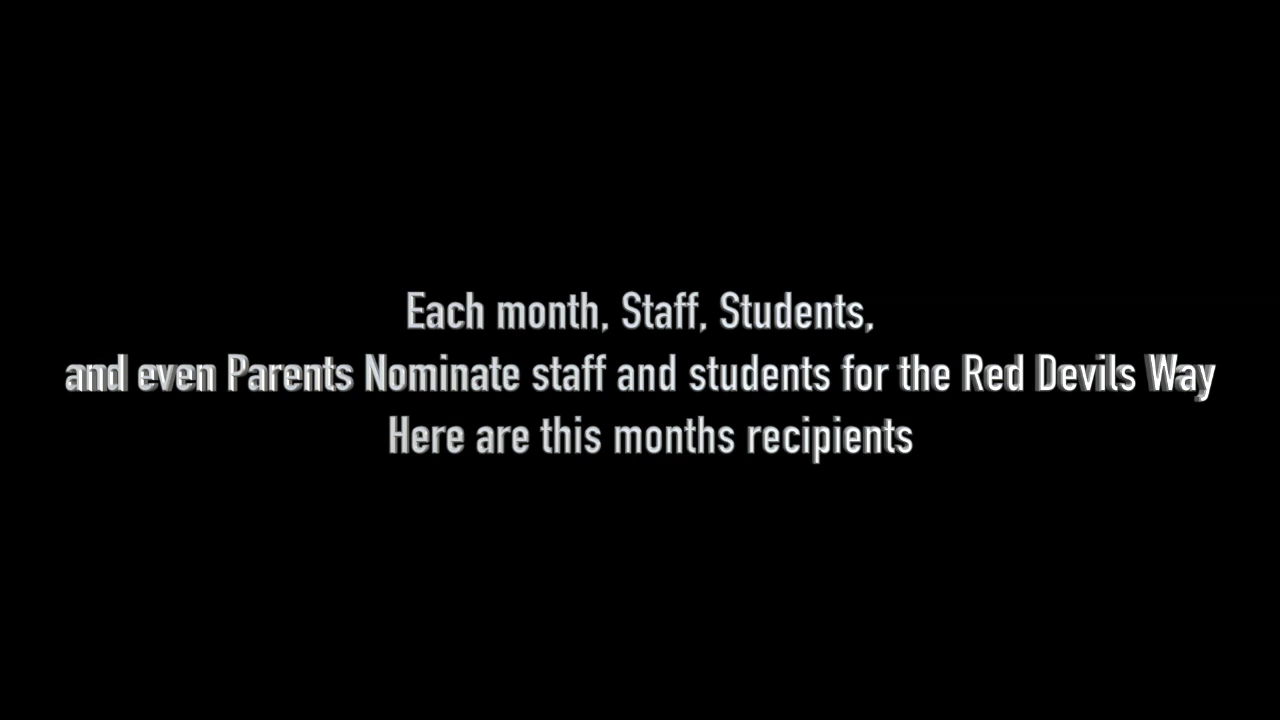 Each month, Staff, Students,
and even Parents Nominate staff and students for the Red Devils Way
Here are this months recipients